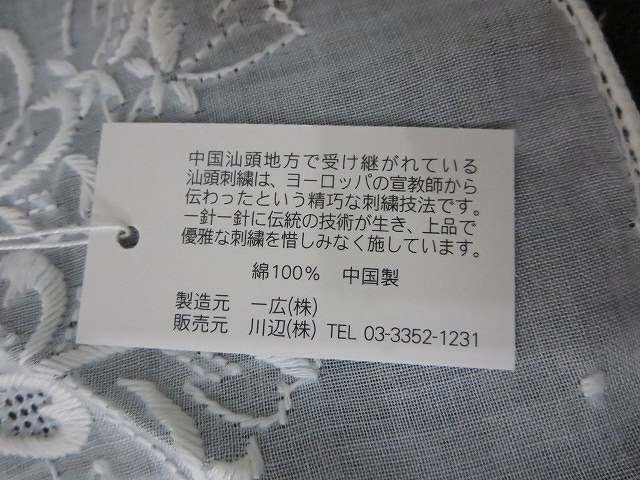 中国汕頭地方で受け継がれている
汕頭刺繍は、ヨーロッパの宣教師から
伝わったという精巧な刺繍技法です。
一針一針に伝統の技術が生き、上品で
優雅な刺繍を惜しみなく施しています。
綿100% 中国製
製造元 一広(株)
販売元 川辺(株) TEL 03-3352-1231